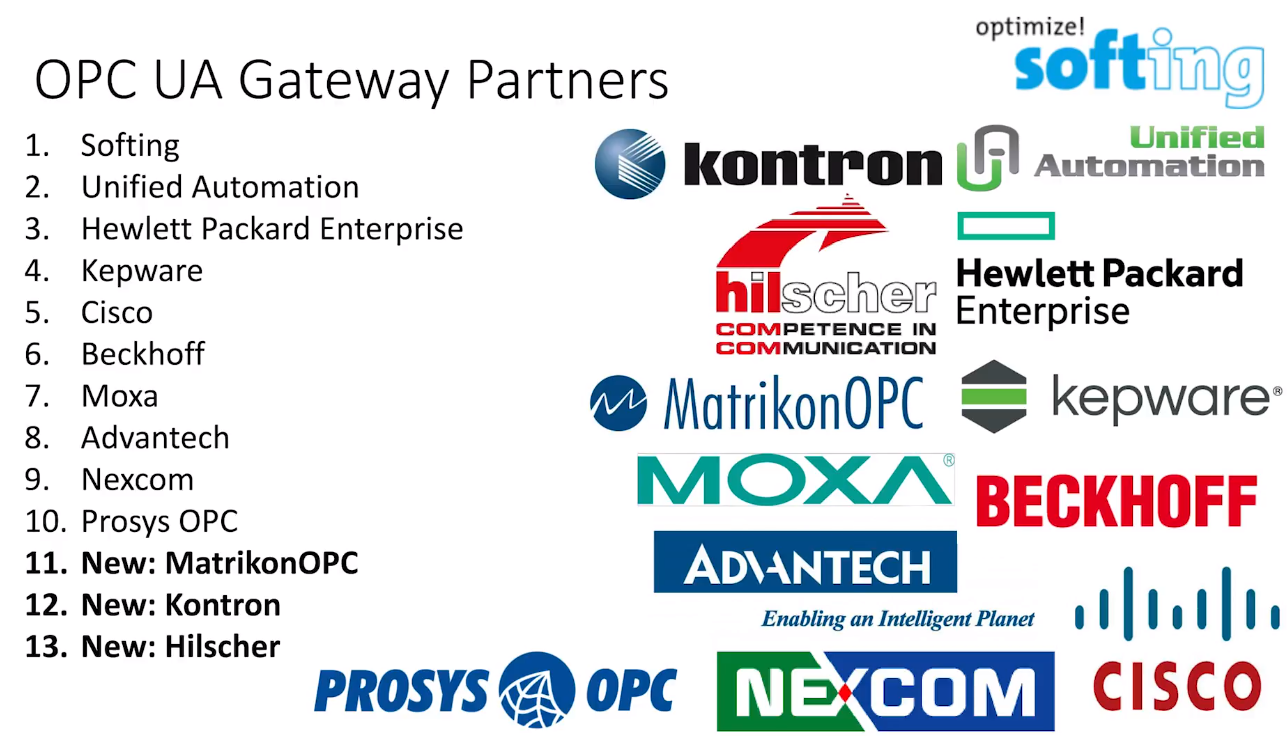 OPC UA Gateway Partners
1. Softing
2. Unified Automation
3. Hewlett Packard Enterprise
4. Kepware
5. Cisco
6. Beckhoff
7. Moxa
8. Advantech
9. Nexcom
10. Prosys OPC
11. New: MatrikonOPC
12. New: Kontron
13. New: Hilscher
optimize!
softing
kontron
UA
Unified
Automation
hilscher
COMPETENCE IN
COMMUNICATION
Hewlett Packard
Enterprise
MatrikonOPC
kepware®
MOXA®
BECKHOFF
ADVANTECH
Enabling an Intelligent Planet
CISCO
PROSYS OPC
NEXCOM